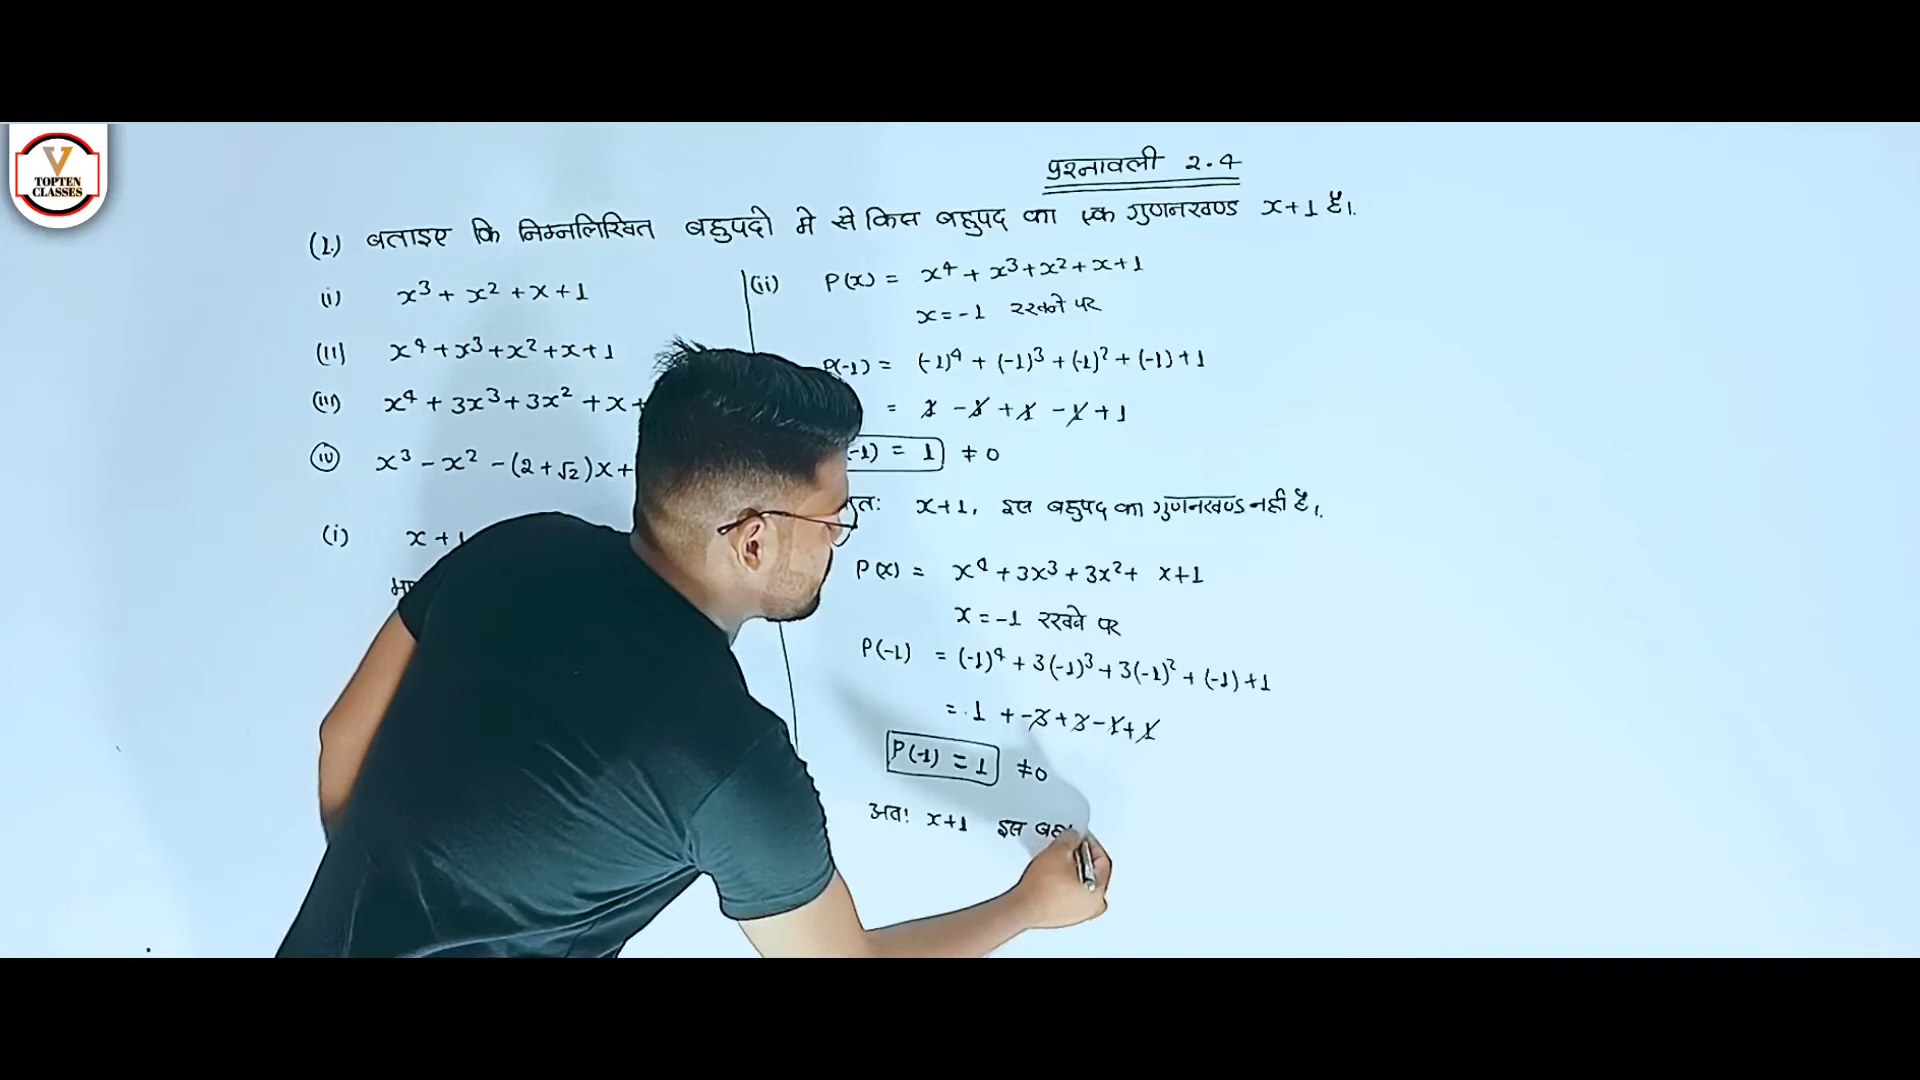 V
TOPTEN
CLASSES
प्रश्नावली 2.4
(1.) बताइए कि निम्नलिखित बहुपदो मे से किस बहुपद का एक गुणनखण्ड x+1 है।
(i) x³ + x² + x + 1
(ii) x⁴ + x³ + x² + x + 1
(iii) x⁴ + 3x³ + 3x² + x +
(iv) x³ - x² - (2+√2)x +
(i) x + 1
(ii) P(x) = x⁴ + x³ + x² + x + 1
x = -1 रखने पर
P(-1) = (-1)⁴ + (-1)³ + (-1)² + (-1) + 1
= 1 - 1 + 1 - 1 + 1
(-1) = 1 ≠ 0
x+1, इस बहुपद का गुणनखण्ड नही है।
P(x) = x⁴ + 3x³ + 3x² + x + 1
x = -1 रखने पर
P(-1) = (-1)⁴ + 3(-1)³ + 3(-1)² + (-1) + 1
= 1 + -3 + 3 - 1 + 1
P(-1) = 1 ≠ 0
अतः x+1 इस